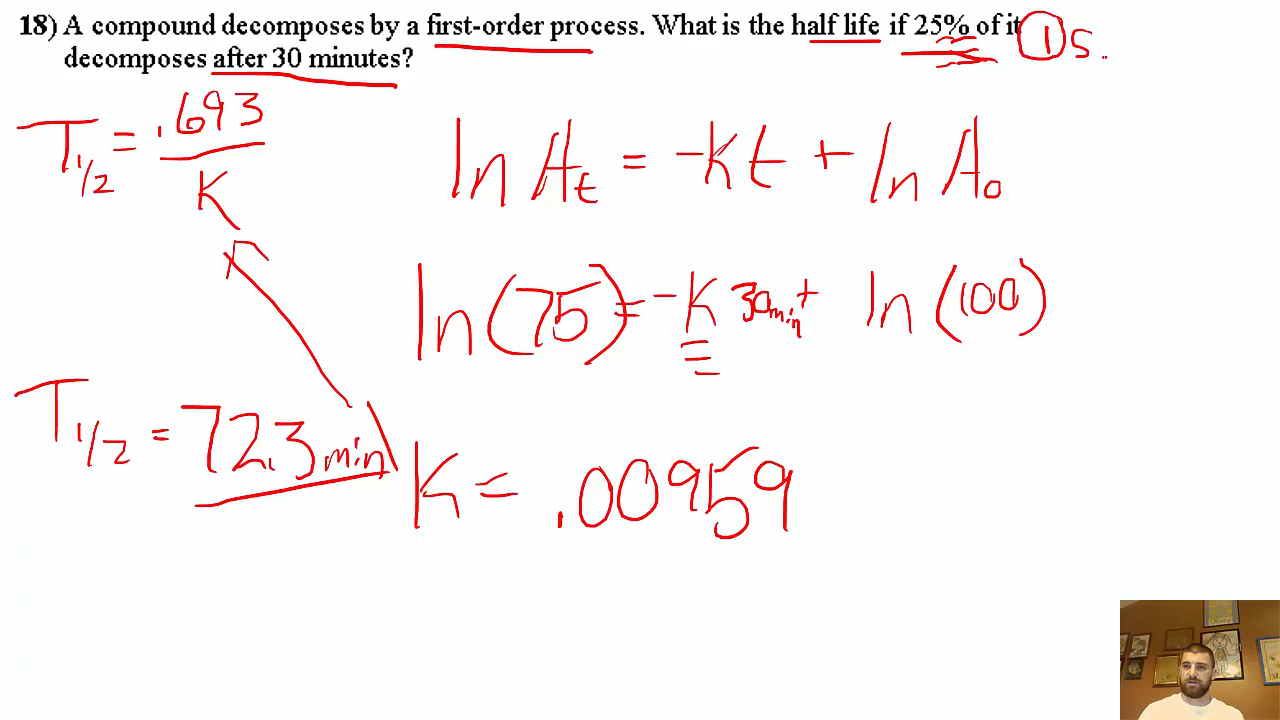 18) A compound decomposes by a first-order process. What is the half life if 25% of it
decomposes after 30 minutes?
1 S.
T1/2 = .693/K
ln At = -Kt + ln A0
ln(75) = -K 30min + ln(100)
T1/2 = 72.3 min
K = .00959